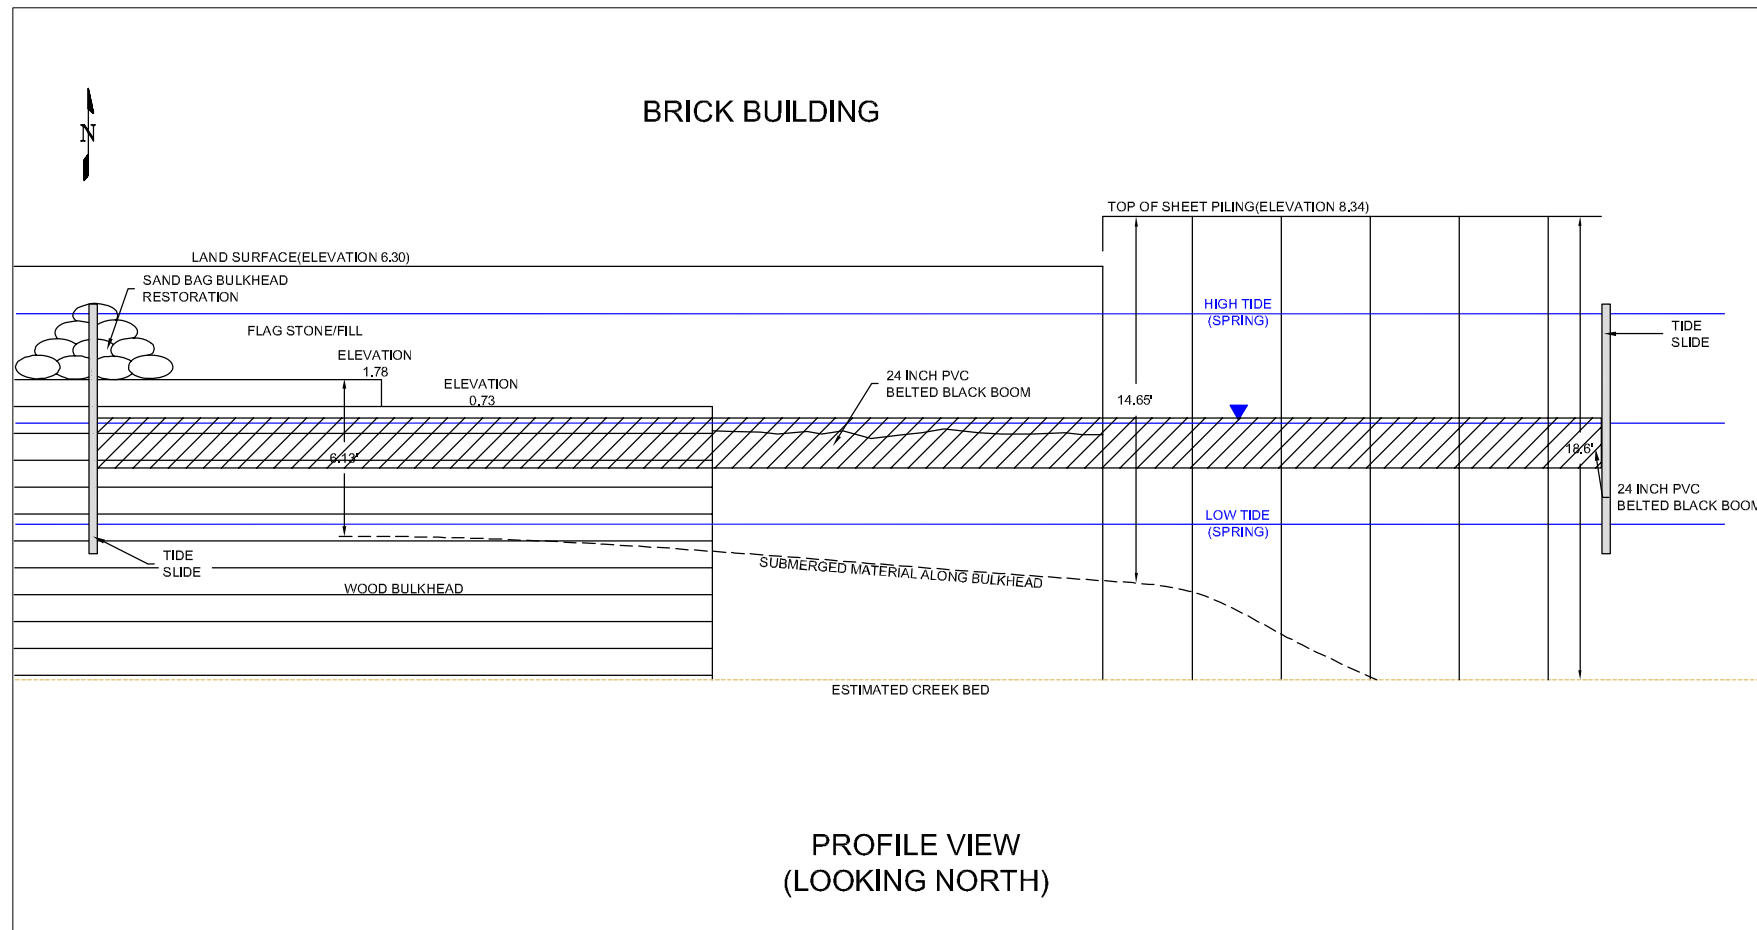 BRICK BUILDING
N
TOP OF SHEET PILING(ELEVATION 8.34)
LAND SURFACE(ELEVATION 6.30)
SAND BAG BULKHEAD
RESTORATION
HIGH TIDE
(SPRING)
FLAG STONE/FILL
TIDE
SLIDE
ELEVATION
1.78
ELEVATION
0.73
24 INCH PVC
BELTED BLACK BOOM
14.65'
6.13'
18.6'
24 INCH PVC
BELTED BLACK BOOM
LOW TIDE
(SPRING)
TIDE
SLIDE
SUBMERGED MATERIAL ALONG BULKHEAD
WOOD BULKHEAD
ESTIMATED CREEK BED
PROFILE VIEW
(LOOKING NORTH)